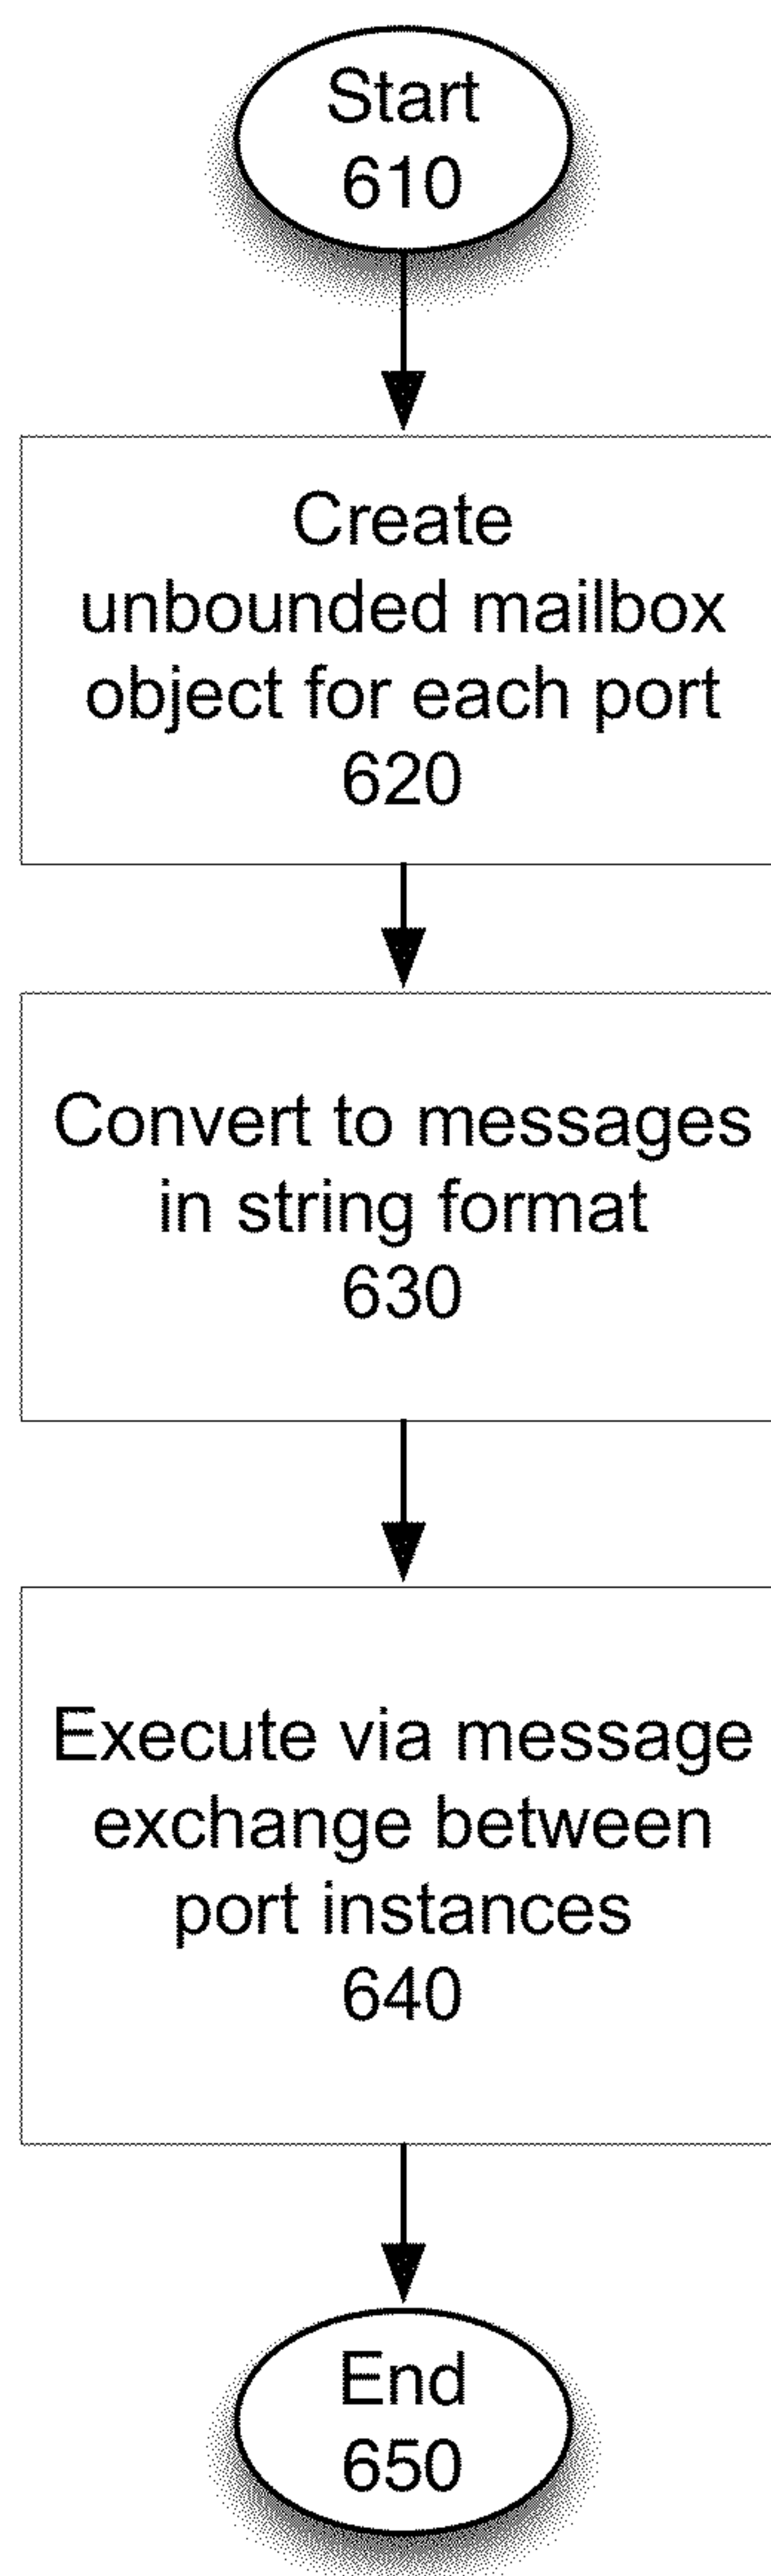 Start
610
Create
unbounded mailbox
object for each port
620
Convert to messages
in string format
630
Execute via message
exchange between
port instances
640
End
650